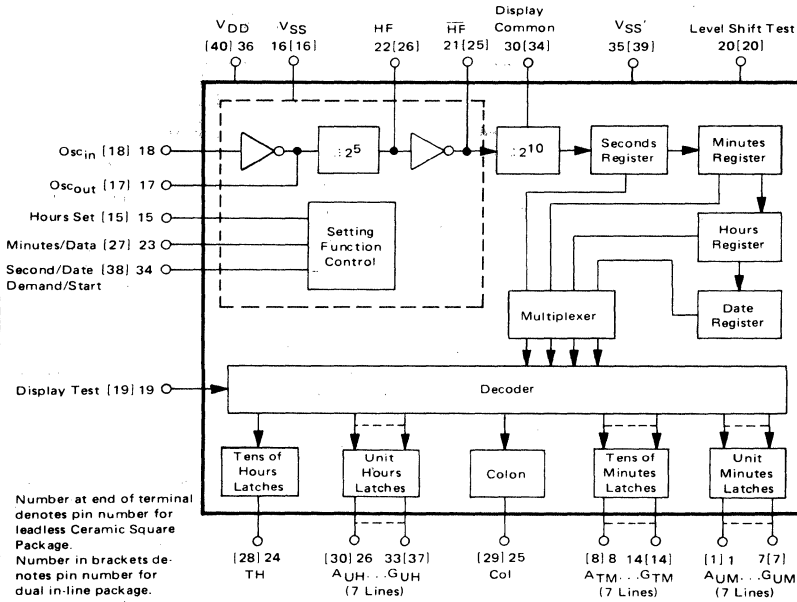 VDD
[40] 36
VSS
16[16]
HF
22[26]
HF
21[25]
Display
Common
30[34]
VSS'
35[39]
Level Shift Test
20[20]
Oscin [18] 18
Oscout [17] 17
Hours Set [15] 15
Minutes/Data [27] 23
Second/Date [38] 34
Demand/Start
÷25
÷210
Seconds
Register
Minutes
Register
Setting
Function
Control
Hours
Register
Multiplexer
Date
Register
Display Test [19] 19
Decoder
Tens of
Hours
Latches
Unit
Hours
Latches
Colon
Tens of
Minutes
Latches
Unit
Minutes
Latches
Number at end of terminal
denotes pin number for
leadless Ceramic Square
Package.
Number in brackets de-
notes pin number for
dual in-line package.
[28] 24
TH
[30] 26 33[37]
AUH...GUH
(7 Lines)
[29] 25
Col
[8] 8 14[14]
ATM...GTM
(7 Lines)
[1] 1 7[7]
AUM...GUM
(7 Lines)